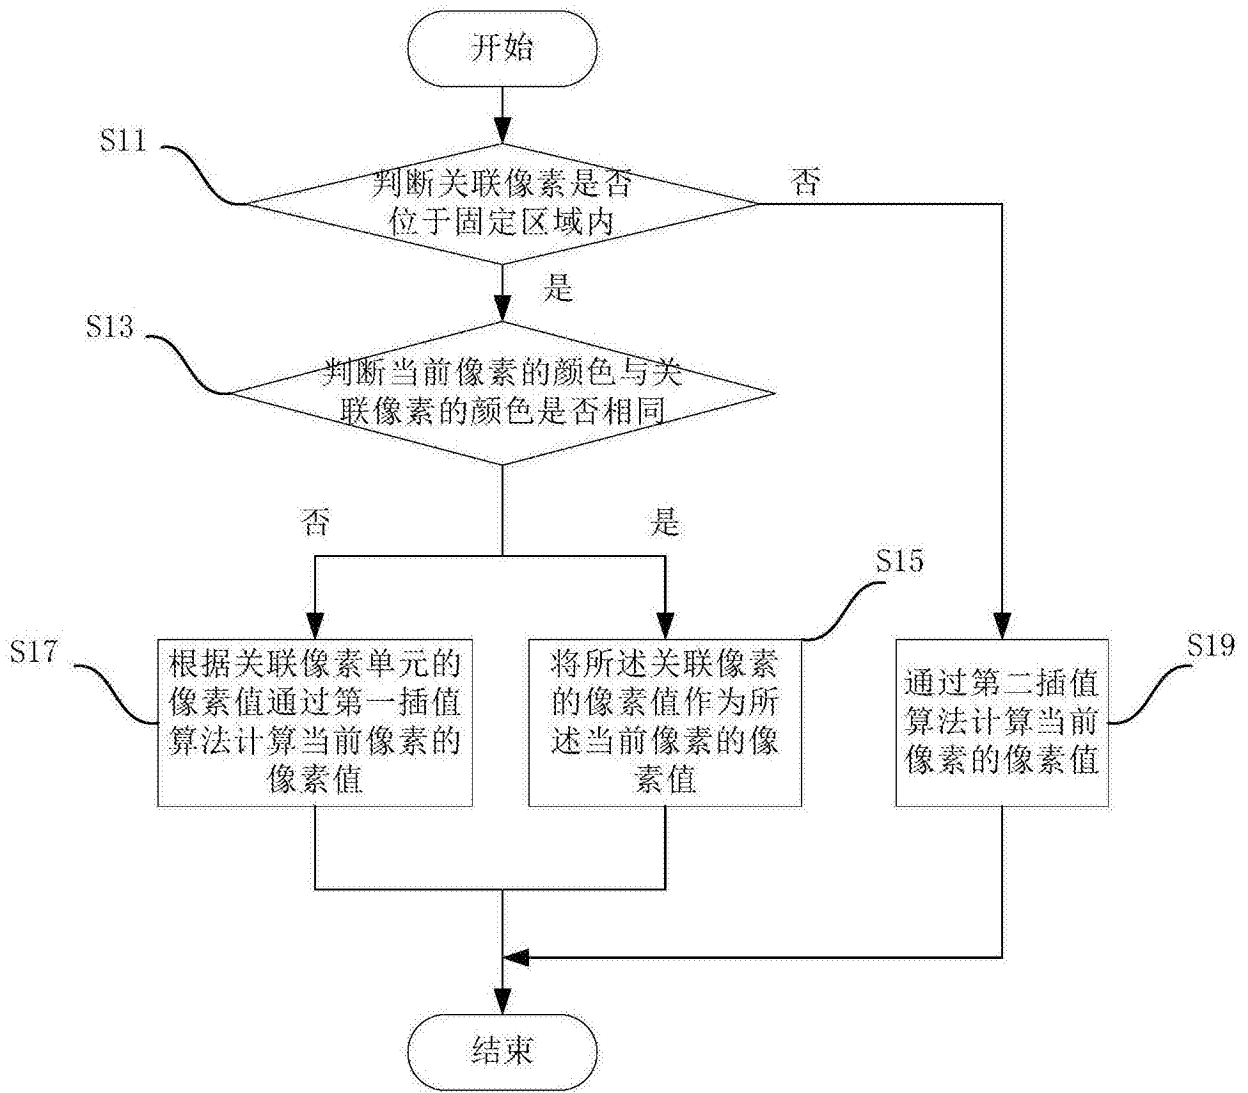 开始
S11
判断关联像素是否
位于固定区域内
否
是
S13
判断当前像素的颜色与关
联像素的颜色是否相同
否
是
S15
S17
根据关联像素单元的
像素值通过第一插值
算法计算当前像素的
像素值
将所述关联像素
的像素值作为所
述当前像素的像
素值
S19
通过第二插值
算法计算当前
像素的像素值
结束